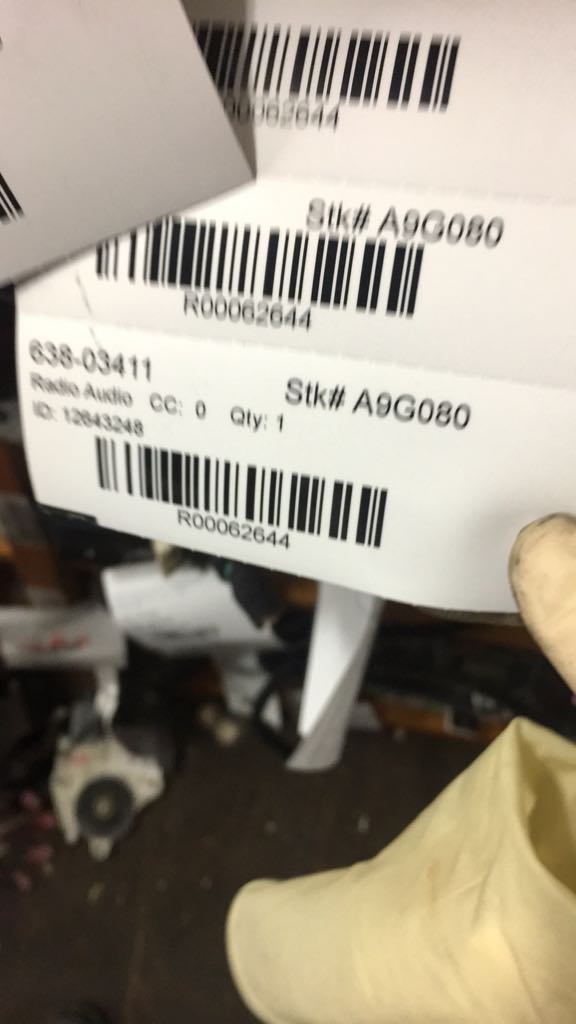 R00062644
Stk# A9G080
R00062644
638-03411
Radio Audio CC: 0 Qty: 1
Stk# A9G080
ID: 12643248
R00062644